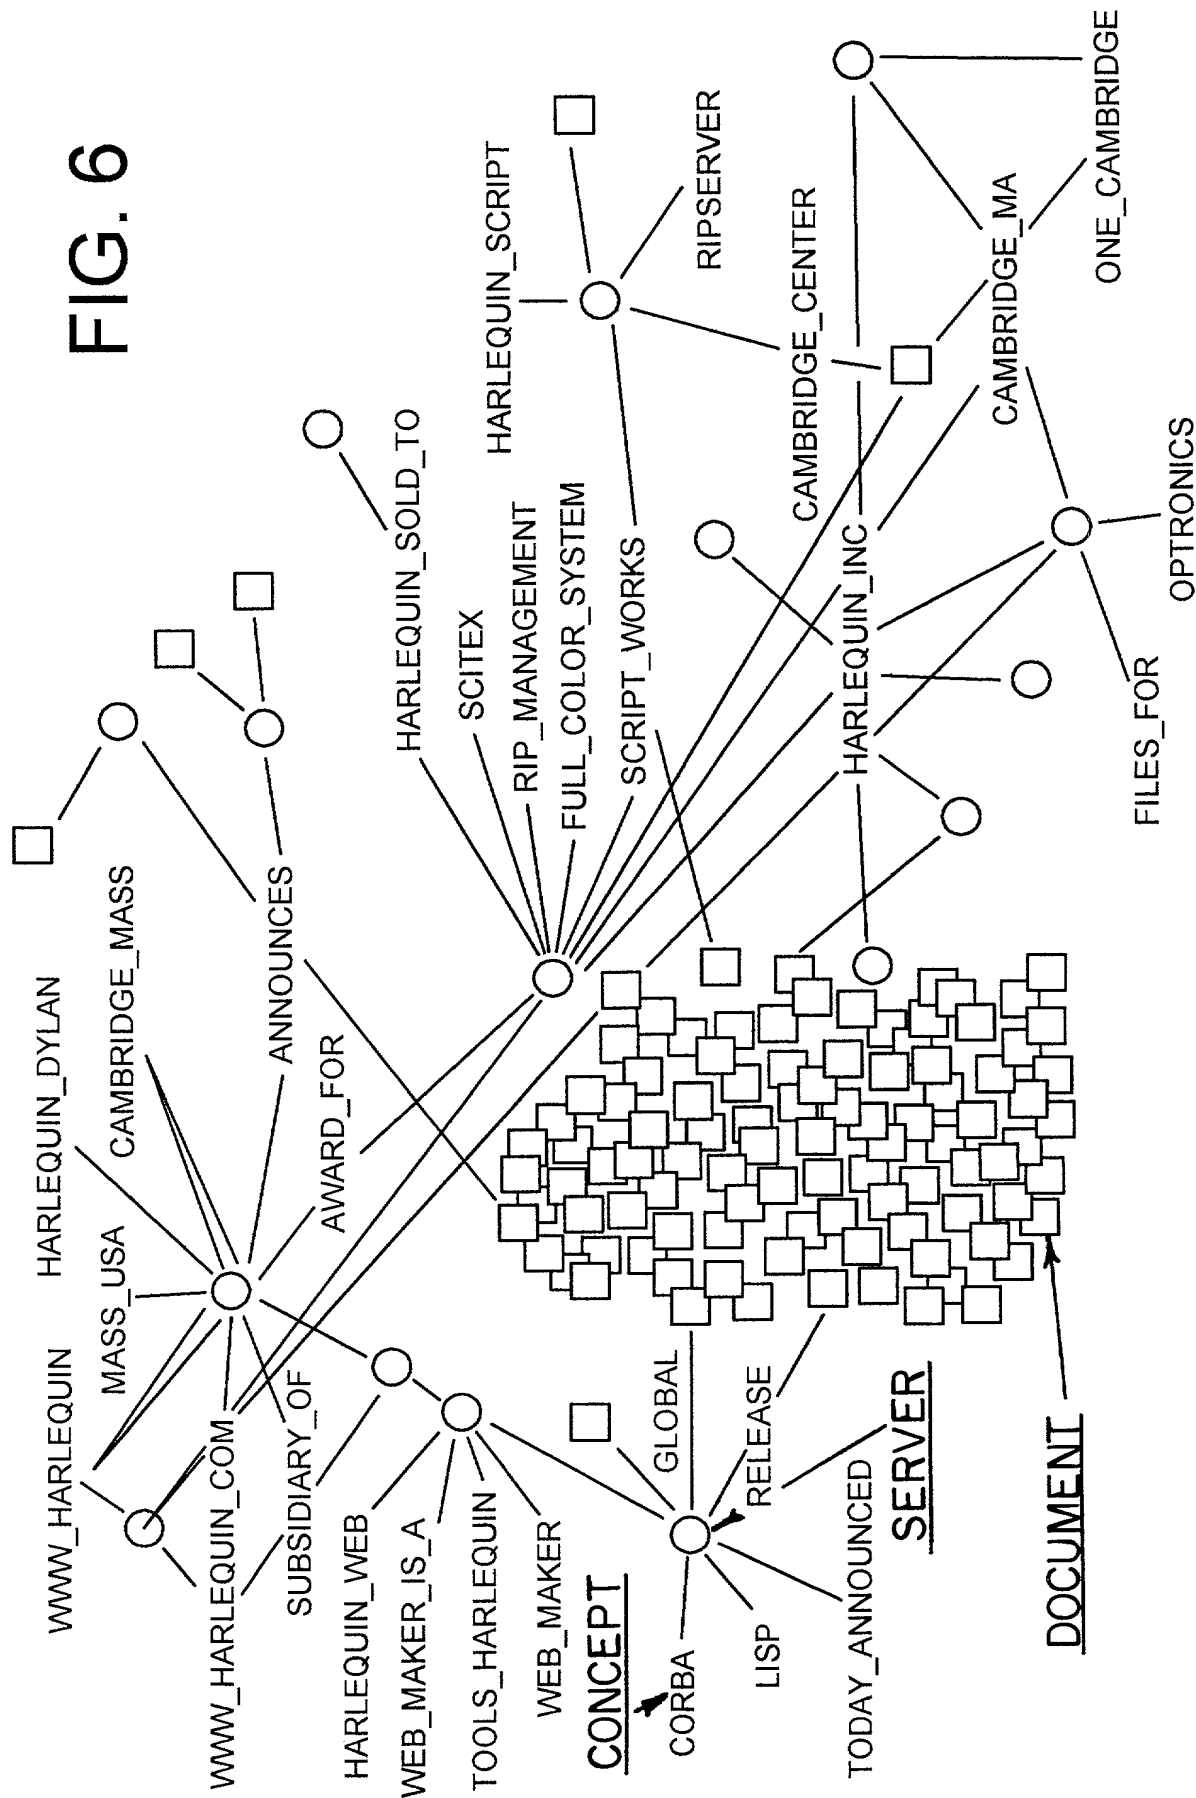 FIG. 6
WWW_HARLEQUIN
MASS_USA
HARLEQUIN_DYLAN
CAMBRIDGE_MASS
WWW_HARLEQUIN_COM
SUBSIDIARY_OF
AWARD_FOR
ANNOUNCES
HARLEQUIN_WEB
WEB_MAKER_IS_A
TOOLS_HARLEQUIN
WEB_MAKER
HARLEQUIN_SOLD_TO
SCITEX
RIP_MANAGEMENT
FULL_COLOR_SYSTEM
SCRIPT_WORKS
HARLEQUIN_SCRIPT
RIPSERVER
CONCEPT
CORBA
GLOBAL
LISP
RELEASE
TODAY_ANNOUNCED
SERVER
DOCUMENT
CAMBRIDGE_CENTER
HARLEQUIN_INC
CAMBRIDGE_MA
ONE_CAMBRIDGE
FILES_FOR
OPTRONICS